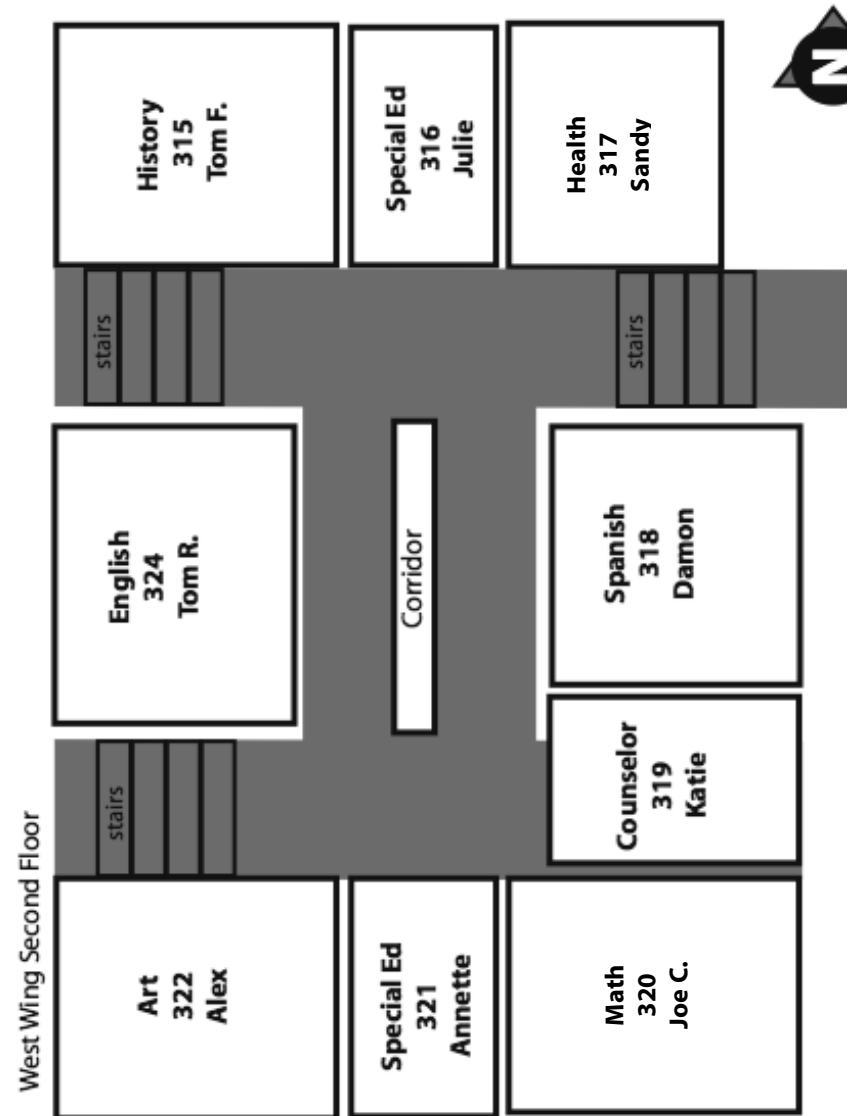 West Wing Second Floor
Art
322
Alex
stairs
English
324
Tom R.
stairs
History
315
Tom F.
Special Ed
321
Annette
Corridor
Special Ed
316
Julie
Math
320
Joe C.
Counselor
319
Katie
Spanish
318
Damon
stairs
Health
317
Sandy
N